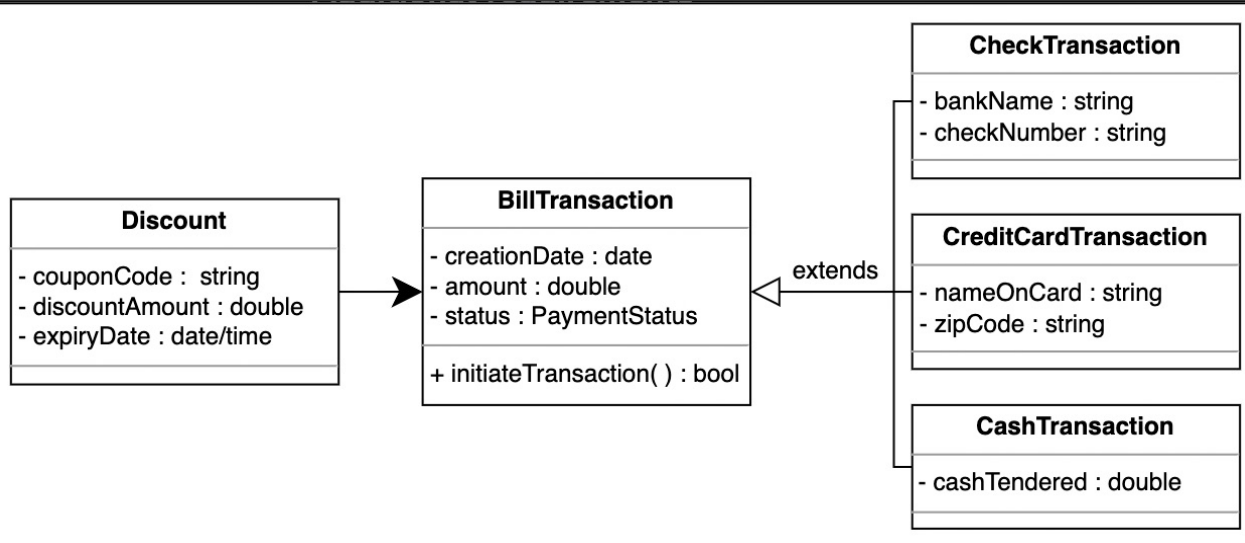 Discount
- couponCode : string
- discountAmount : double
- expiryDate : date/time
BillTransaction
- creationDate : date
- amount : double
- status : PaymentStatus
+ initiateTransaction( ) : bool
extends
CheckTransaction
- bankName : string
- checkNumber : string
CreditCardTransaction
- nameOnCard : string
- zipCode : string
CashTransaction
- cashTendered : double